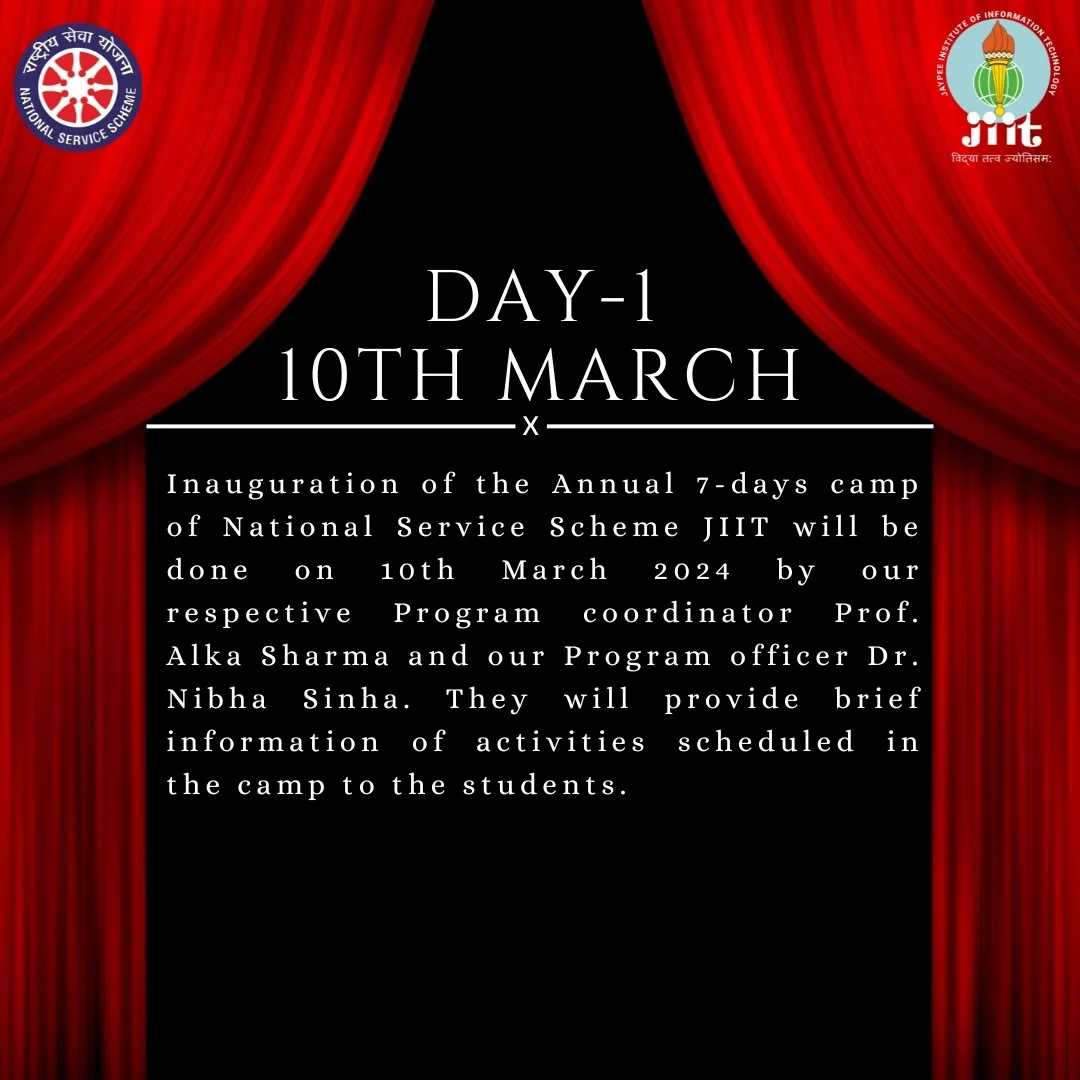 राष्ट्रीय सेवा योजना
NATIONAL SERVICE SCHEME
JAYPEE INSTITUTE OF INFORMATION TECHNOLOGY
jiit
विद्या तत्व ज्योतिसम:
DAY-1
10TH MARCH
X
Inauguration of the Annual 7-days camp
of National Service Scheme JIIT will be
done on 10th March 2024 by our
respective Program coordinator Prof.
Alka Sharma and our Program officer Dr.
Nibha Sinha. They will provide brief
information of activities scheduled in
the camp to the students.